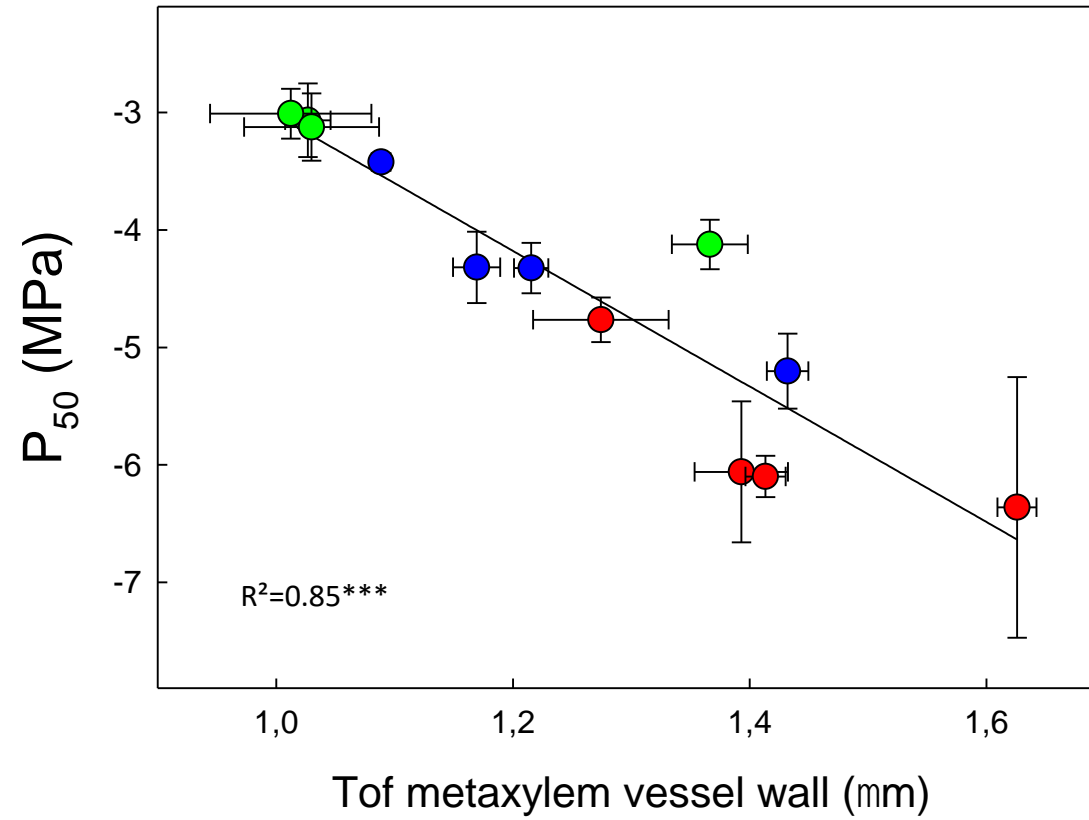 P50 (MPa)
-3
-4
-5
-6
-7
R²=0.85***
1,0 1,2 1,4 1,6
Tof metaxylem vessel wall (mm)